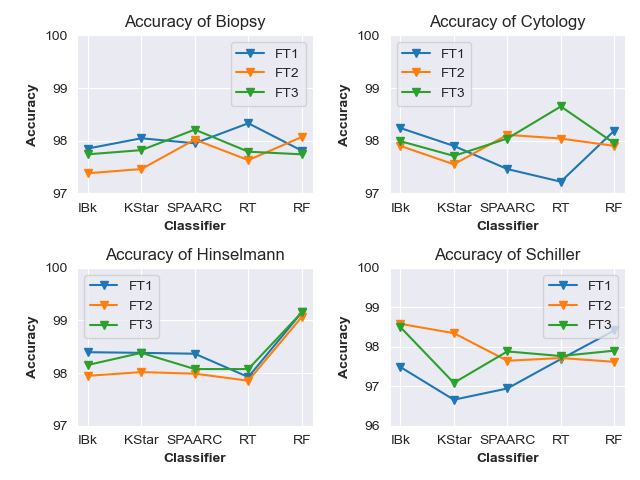 Accuracy of Biopsy
100
99
98
97
Accuracy
FT1
FT2
FT3
IBk KStar SPAARC RT RF
Classifier
Accuracy of Cytology
100
99
98
97
Accuracy
FT1
FT2
FT3
IBk KStar SPAARC RT RF
Classifier
Accuracy of Hinselmann
100
99
98
97
Accuracy
FT1
FT2
FT3
IBk KStar SPAARC RT RF
Classifier
Accuracy of Schiller
100
99
98
97
96
Accuracy
FT1
FT2
FT3
IBk KStar SPAARC RT RF
Classifier